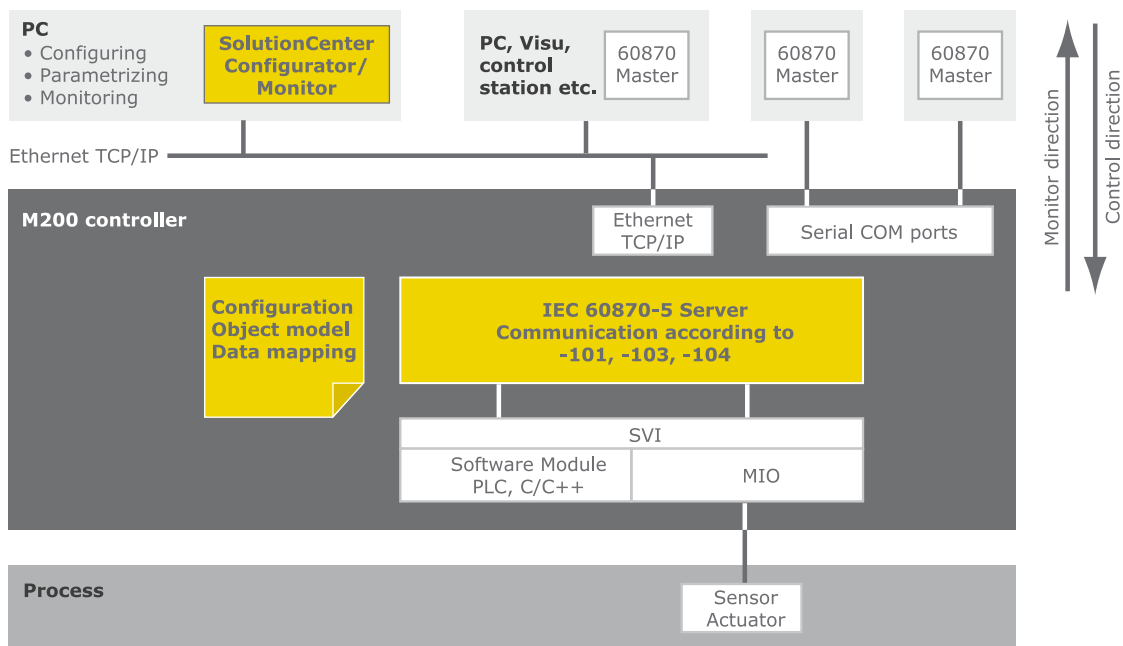 PC
• Configuring
• Parametrizing
• Monitoring
SolutionCenter
Configurator/
Monitor
PC, Visu,
control
station etc.
60870
Master
60870
Master
60870
Master
Monitor direction
Control direction
Ethernet TCP/IP
M200 controller
Ethernet
TCP/IP
Serial COM ports
Configuration
Object model
Data mapping
IEC 60870-5 Server
Communication according to
-101, -103, -104
SVI
Software Module
PLC, C/C++
MIO
Process
Sensor
Actuator